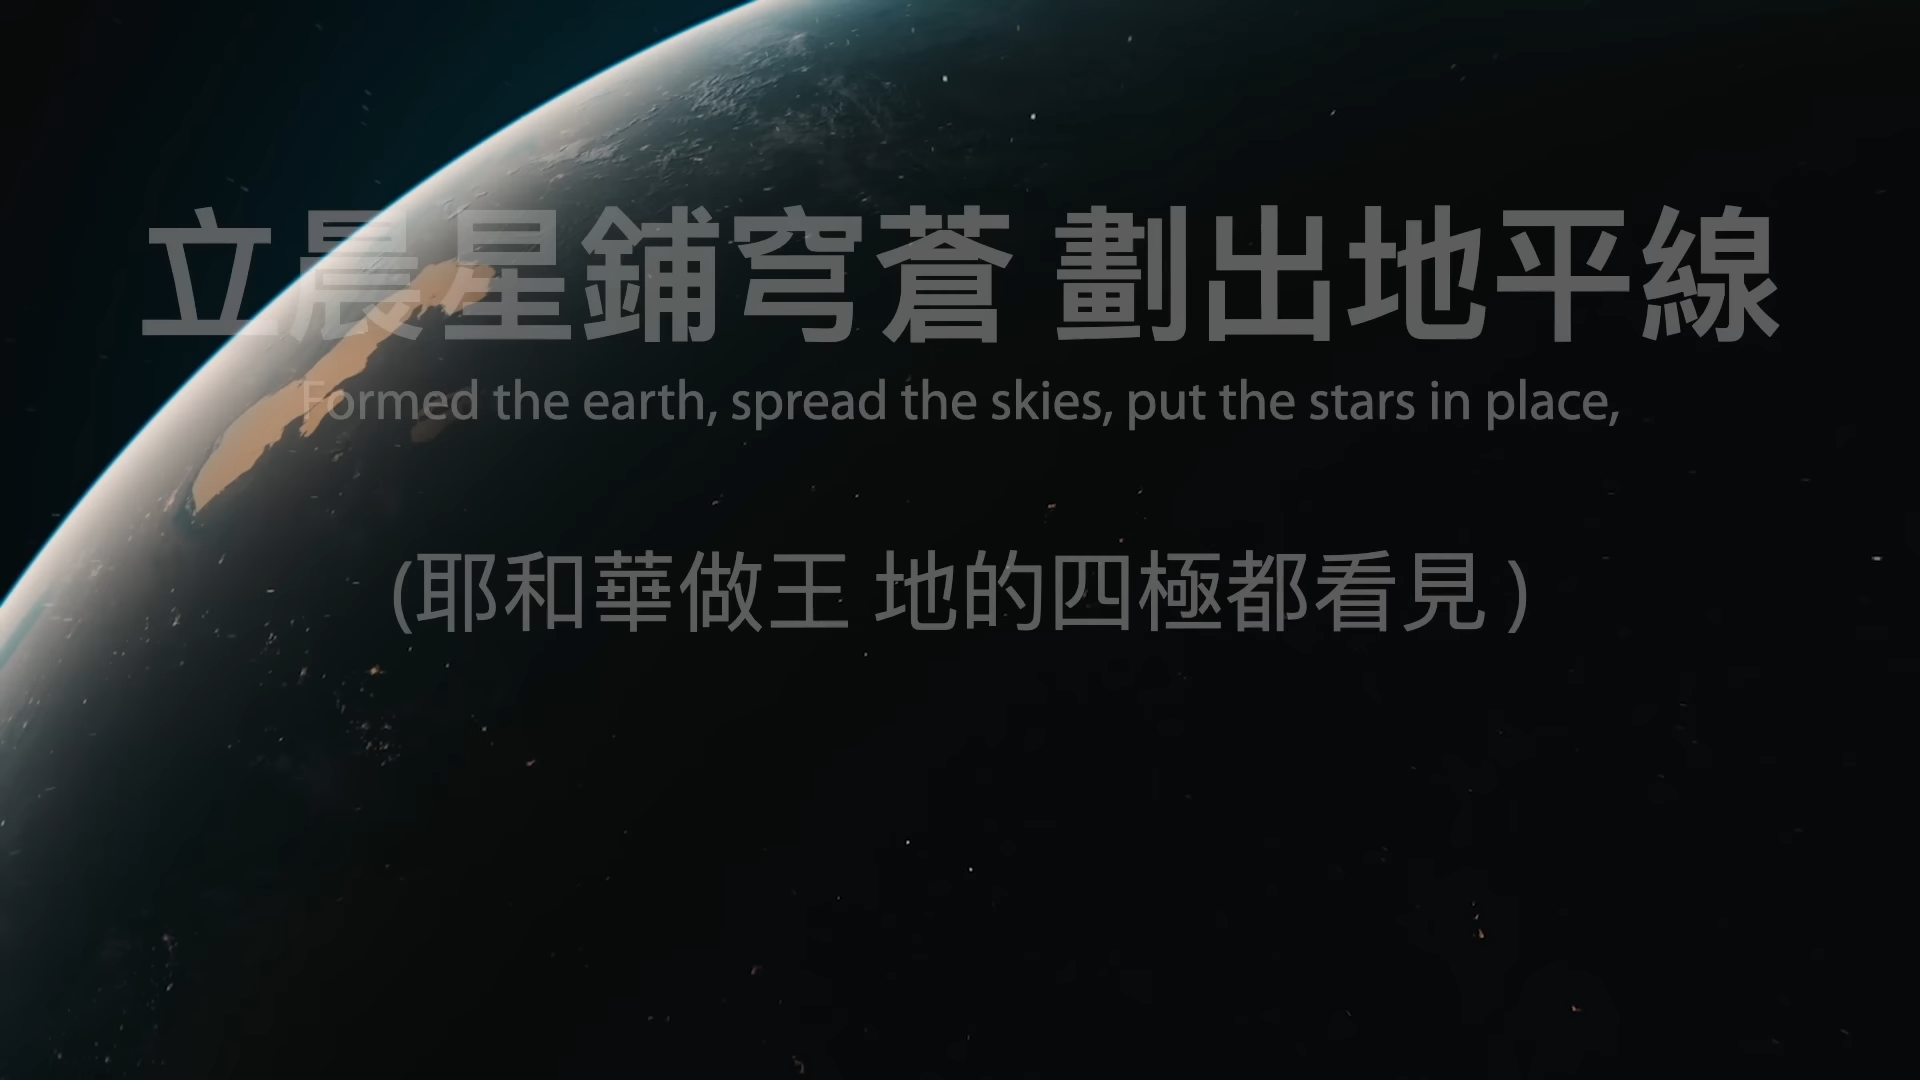 立晨星鋪穹蒼 劃出地平線
Formed the earth, spread the skies, put the stars in place,
(耶和華做王 地的四極都看見 )